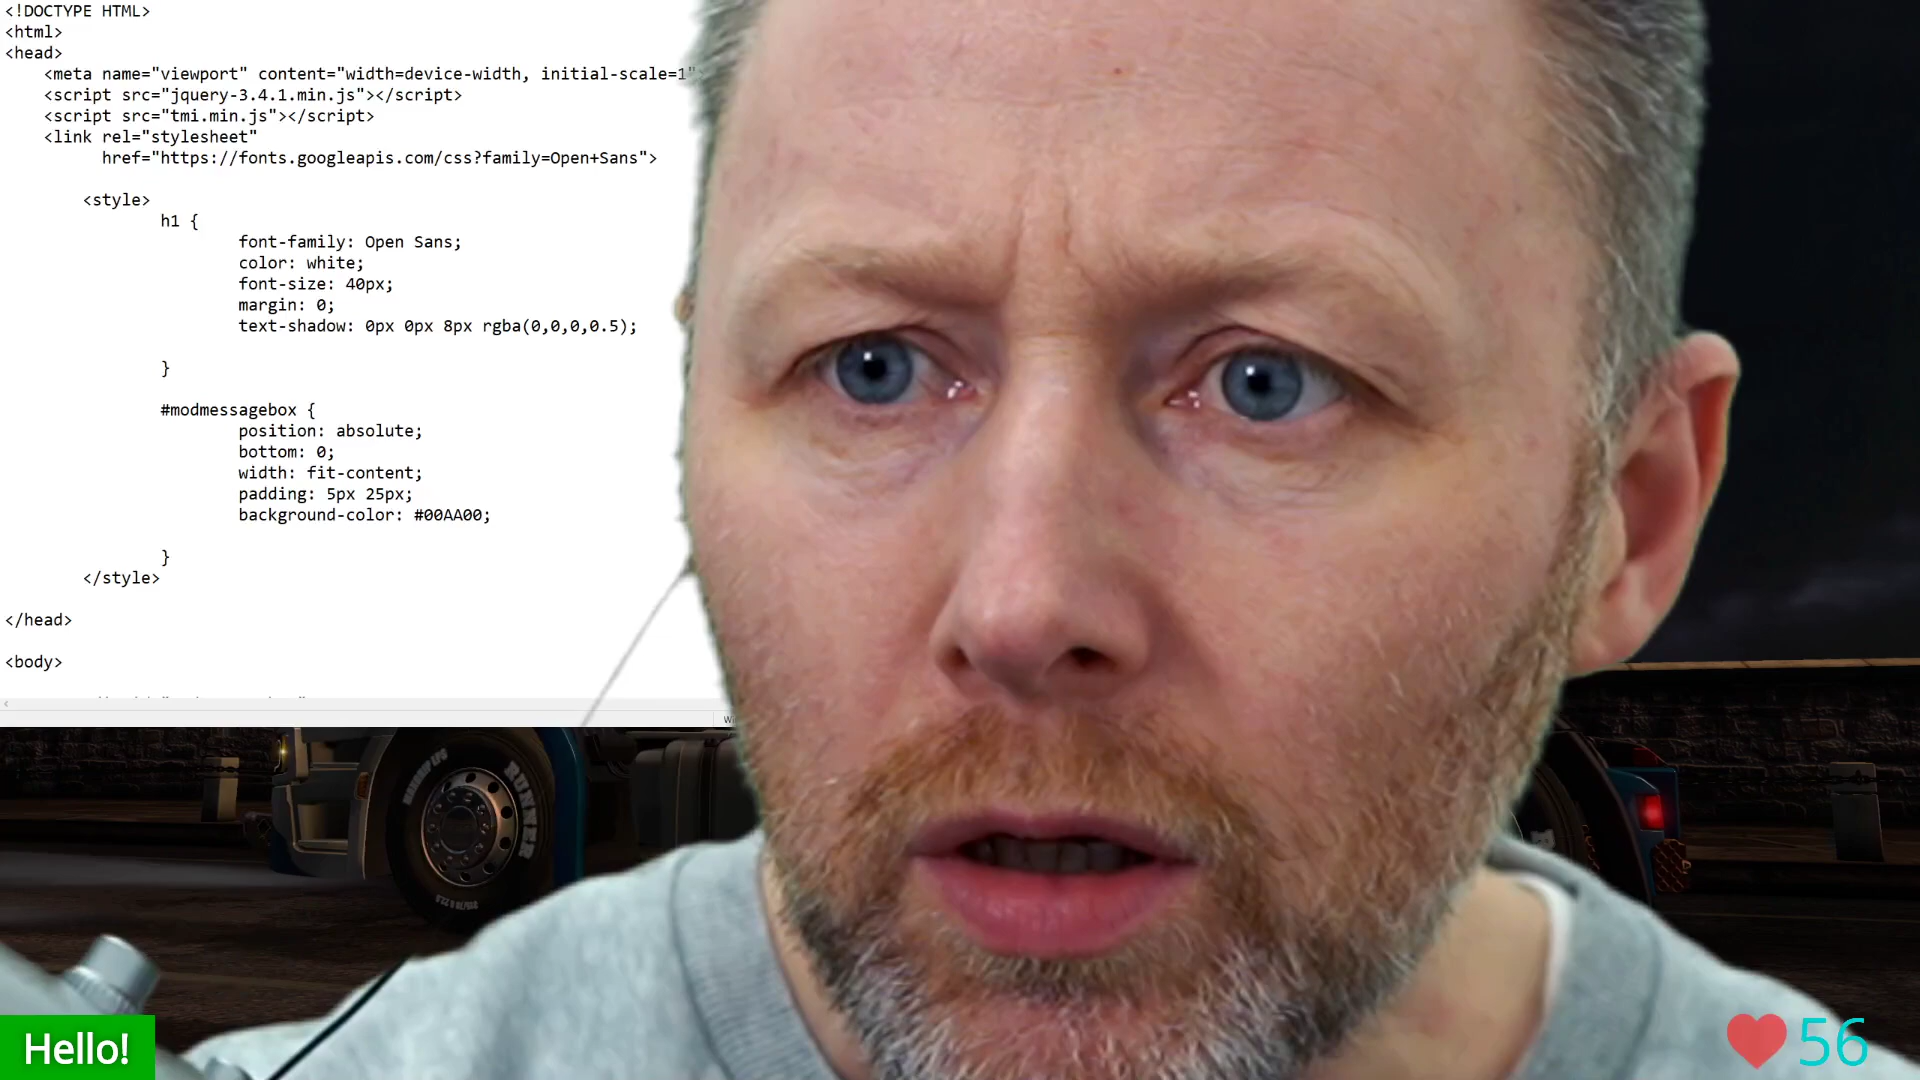 <!DOCTYPE HTML>
<html>
<head>
<meta name="viewport" content="width=device-width, initial-scale=1"
<script src="jquery-3.4.1.min.js"></script>
<script src="tmi.min.js"></script>
<link rel="stylesheet"
href="https://fonts.googleapis.com/css?family=Open+Sans">
<style>
h1 {
font-family: Open Sans;
color: white;
font-size: 40px;
margin: 0;
text-shadow: 0px 0px 8px rgba(0,0,0,0.5);
}
#modmessagebox {
position: absolute;
bottom: 0;
width: fit-content;
padding: 5px 25px;
background-color: #00AA00;
}
</style>
</head>
<body>
RUNNER
Hello!
56